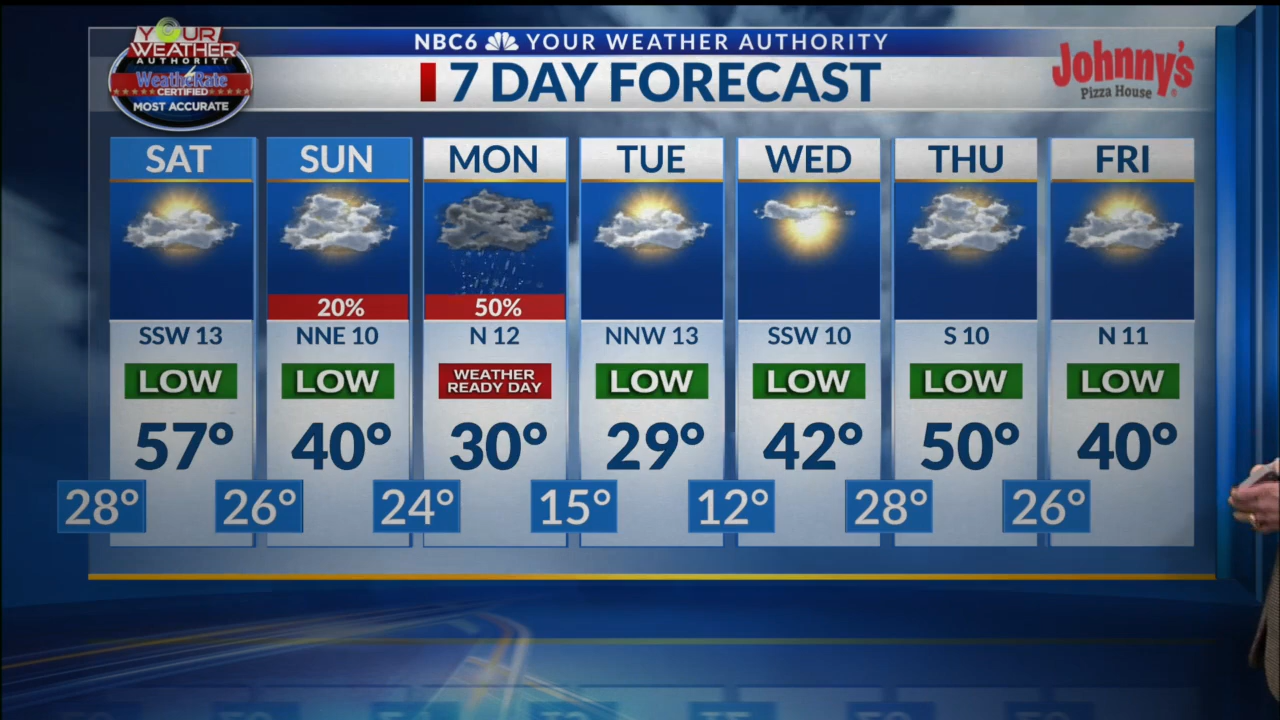 YOUR
WEATHER
AUTHORITY
WeatheRate
CERTIFIED
MOST ACCURATE
NBC6 YOUR WEATHER AUTHORITY
7 DAY FORECAST
Johnny's
Pizza House
SAT SUN MON TUE WED THU FRI
20% 50%
SSW 13 NNE 10 N 12 NNW 13 SSW 10 S 10 N 11
LOW LOW WEATHER READY DAY LOW LOW LOW LOW
57° 40° 30° 29° 42° 50° 40°
28° 26° 24° 15° 12° 28° 26°